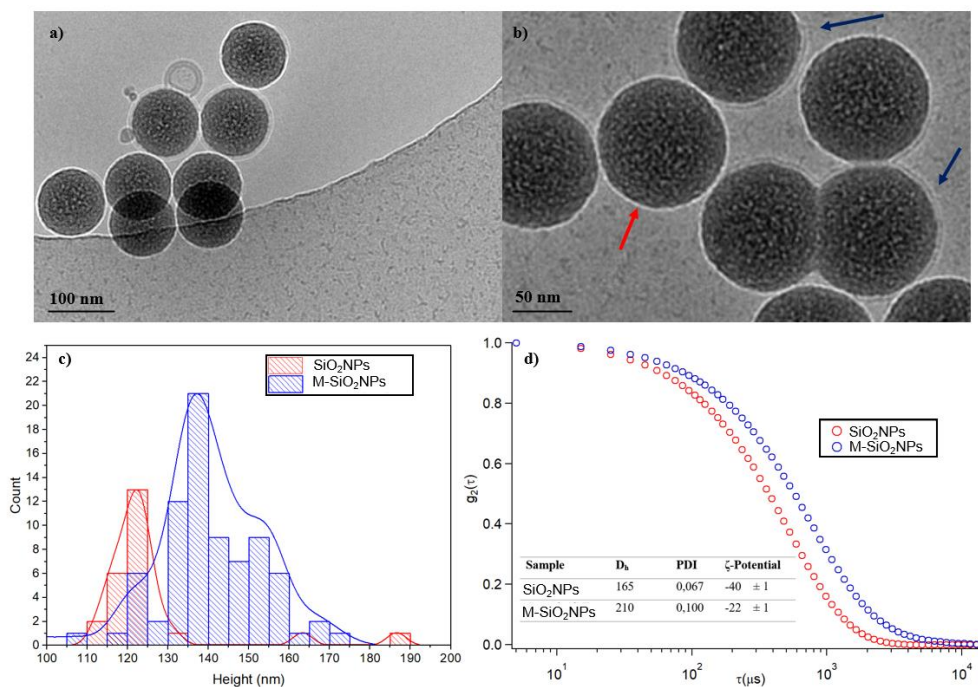 a)
100 nm
b)
50 nm
c)
SiO₂NPs
M-SiO₂NPs
24
22
20
18
16
14
12
10
8
6
4
2
0
Count
100 110 120 130 140 150 160 170 180 190 200
Height (nm)
d)
SiO₂NPs
M-SiO₂NPs
1.0
0.8
0.6
0.4
0.2
0.0
g₂(τ)
Sample Dₕ PDI ζ-Potential
SiO₂NPs 165 0,067 -40 ± 1
M-SiO₂NPs 210 0,100 -22 ± 1
10¹ 10² 10³ 10⁴
τ(μs)